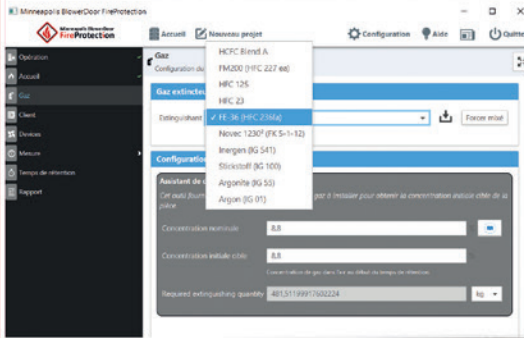 Minneapolis BlowerDoor FireProtection
Minneapolis BlowerDoor
FireProtection
Accueil
Nouveau projet
Configuration
Aide
Quitter
Opération
Accueil
Gaz
Client
Devices
Mesure
Temps de rétention
Rapport
Gaz
Configuration du
Gaz extincteu
Extinguishant
HCFC Blend A
FM200 (HFC 227 ea)
HFC 125
HFC 23
✓ FE-36 (HFC 236fa)
Novec 1230® (FK 5-1-12)
Inergen (IG 541)
Stickstoff (IG 100)
Argonite (IG 55)
Argon (IG 01)
Forcer mixé
Configuration
Assistant de c
Cet outil fourn
gaz à installer pour obtenir la concentration initiale cible de la
pièce
Concentration nominale 8,8
Concentration initiale cible 8,8
Concentration de gaz dans l'air au début du temps de rétention
Required extinguishing quantity 481,51199917602224 kg